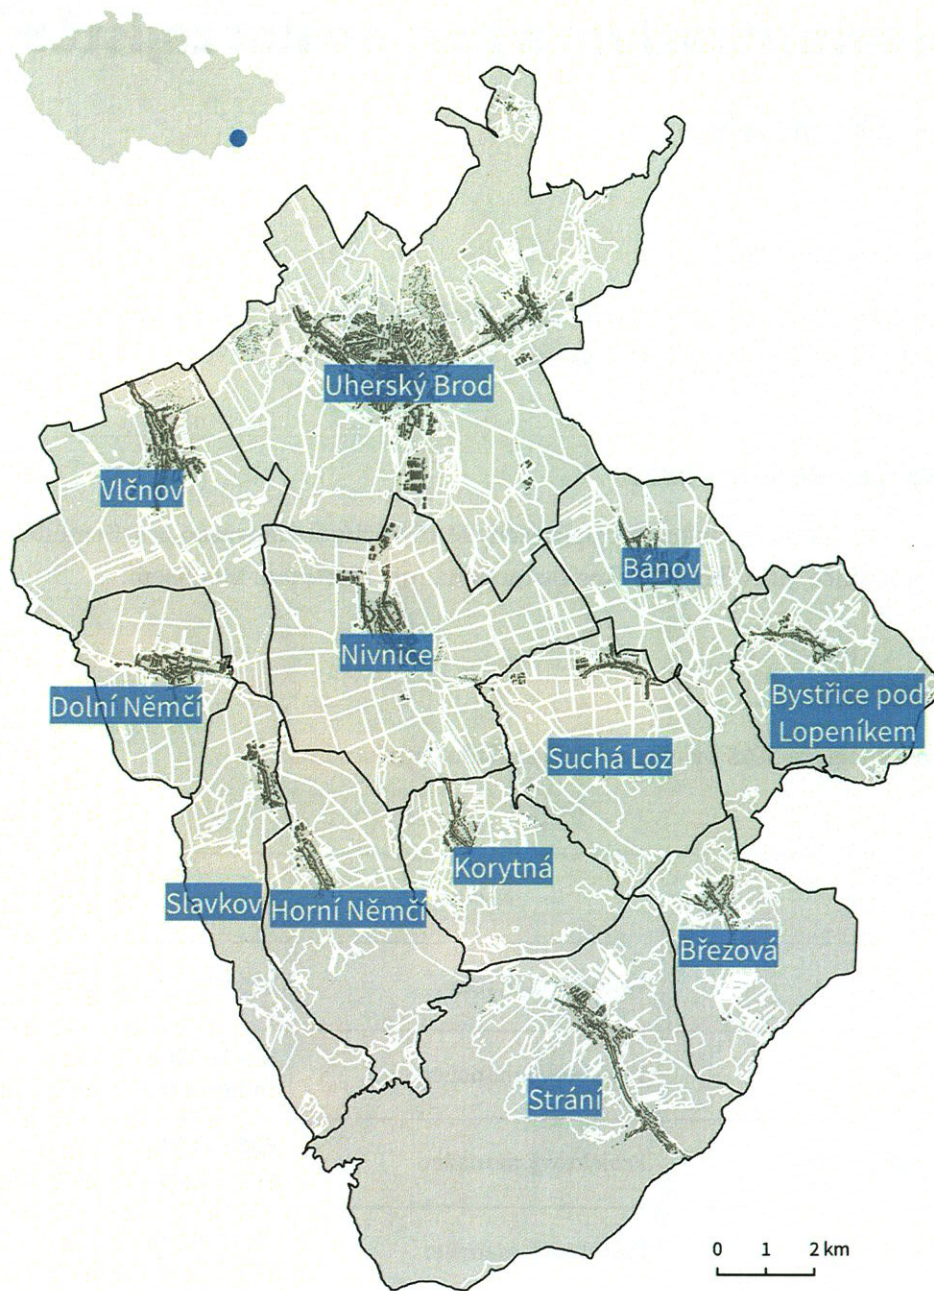 Uherský Brod
Vlčnov
Bánov
Nivnice
Dolní Němčí
Bystřice pod
Lopeníkem
Suchá Loz
Korytná
Slavkov
Horní Němčí
Březová
Strání
0 1 2 km